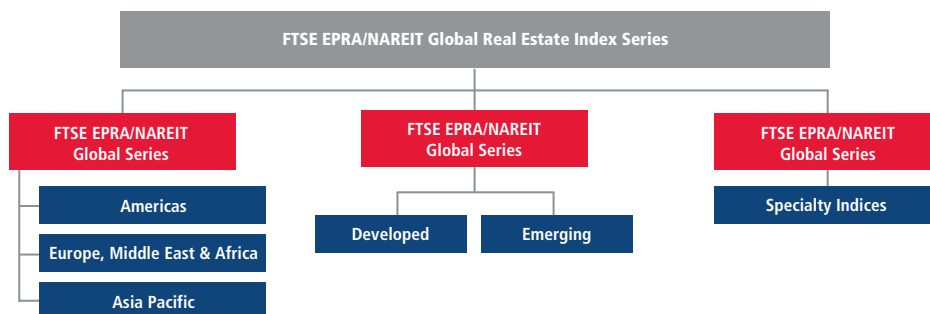 FTSE EPRA/NAREIT Global Real Estate Index Series
FTSE EPRA/NAREIT
Global Series
Americas
Europe, Middle East & Africa
Asia Pacific
FTSE EPRA/NAREIT
Global Series
Developed
Emerging
FTSE EPRA/NAREIT
Global Series
Specialty Indices